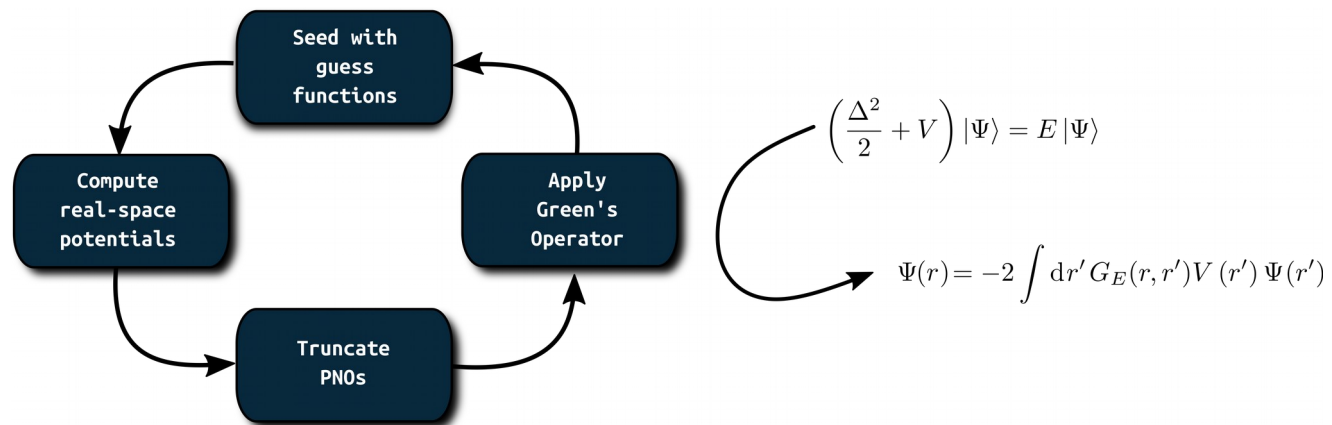 Seed with
guess
functions
Compute
real-space
potentials
Apply
Green's
Operator
Truncate
PNOs
(Δ²/2 + V) |Ψ⟩ = E |Ψ⟩
Ψ(r) = −2 ∫ dr′ G_E(r, r′)V (r′) Ψ(r′)